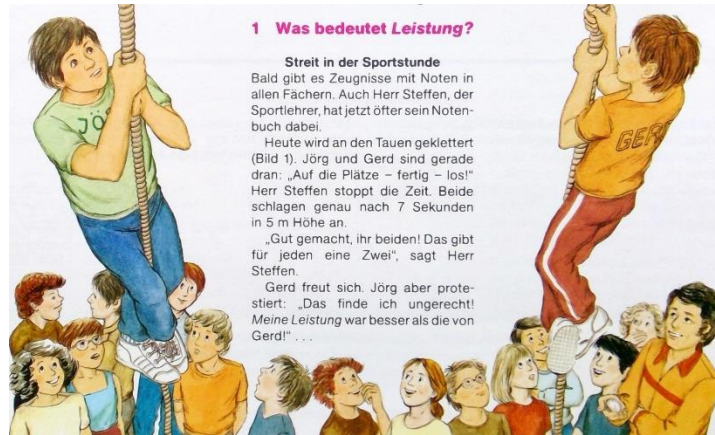 1 Was bedeutet Leistung?
Streit in der Sportstunde
Bald gibt es Zeugnisse mit Noten in
allen Fächern. Auch Herr Steffen, der
Sportlehrer, hat jetzt öfter sein Noten-
buch dabei.
Heute wird an den Tauen geklettert
(Bild 1). Jörg und Gerd sind gerade
dran: „Auf die Plätze – fertig – los!“
Herr Steffen stoppt die Zeit. Beide
schlagen genau nach 7 Sekunden
in 5 m Höhe an.
„Gut gemacht, ihr beiden! Das gibt
für jeden eine Zwei“, sagt Herr
Steffen.
Gerd freut sich. Jörg aber prote-
stiert: „Das finde ich ungerecht!
Meine Leistung war besser als die von
Gerd!“ . . .
JÖ
GERD